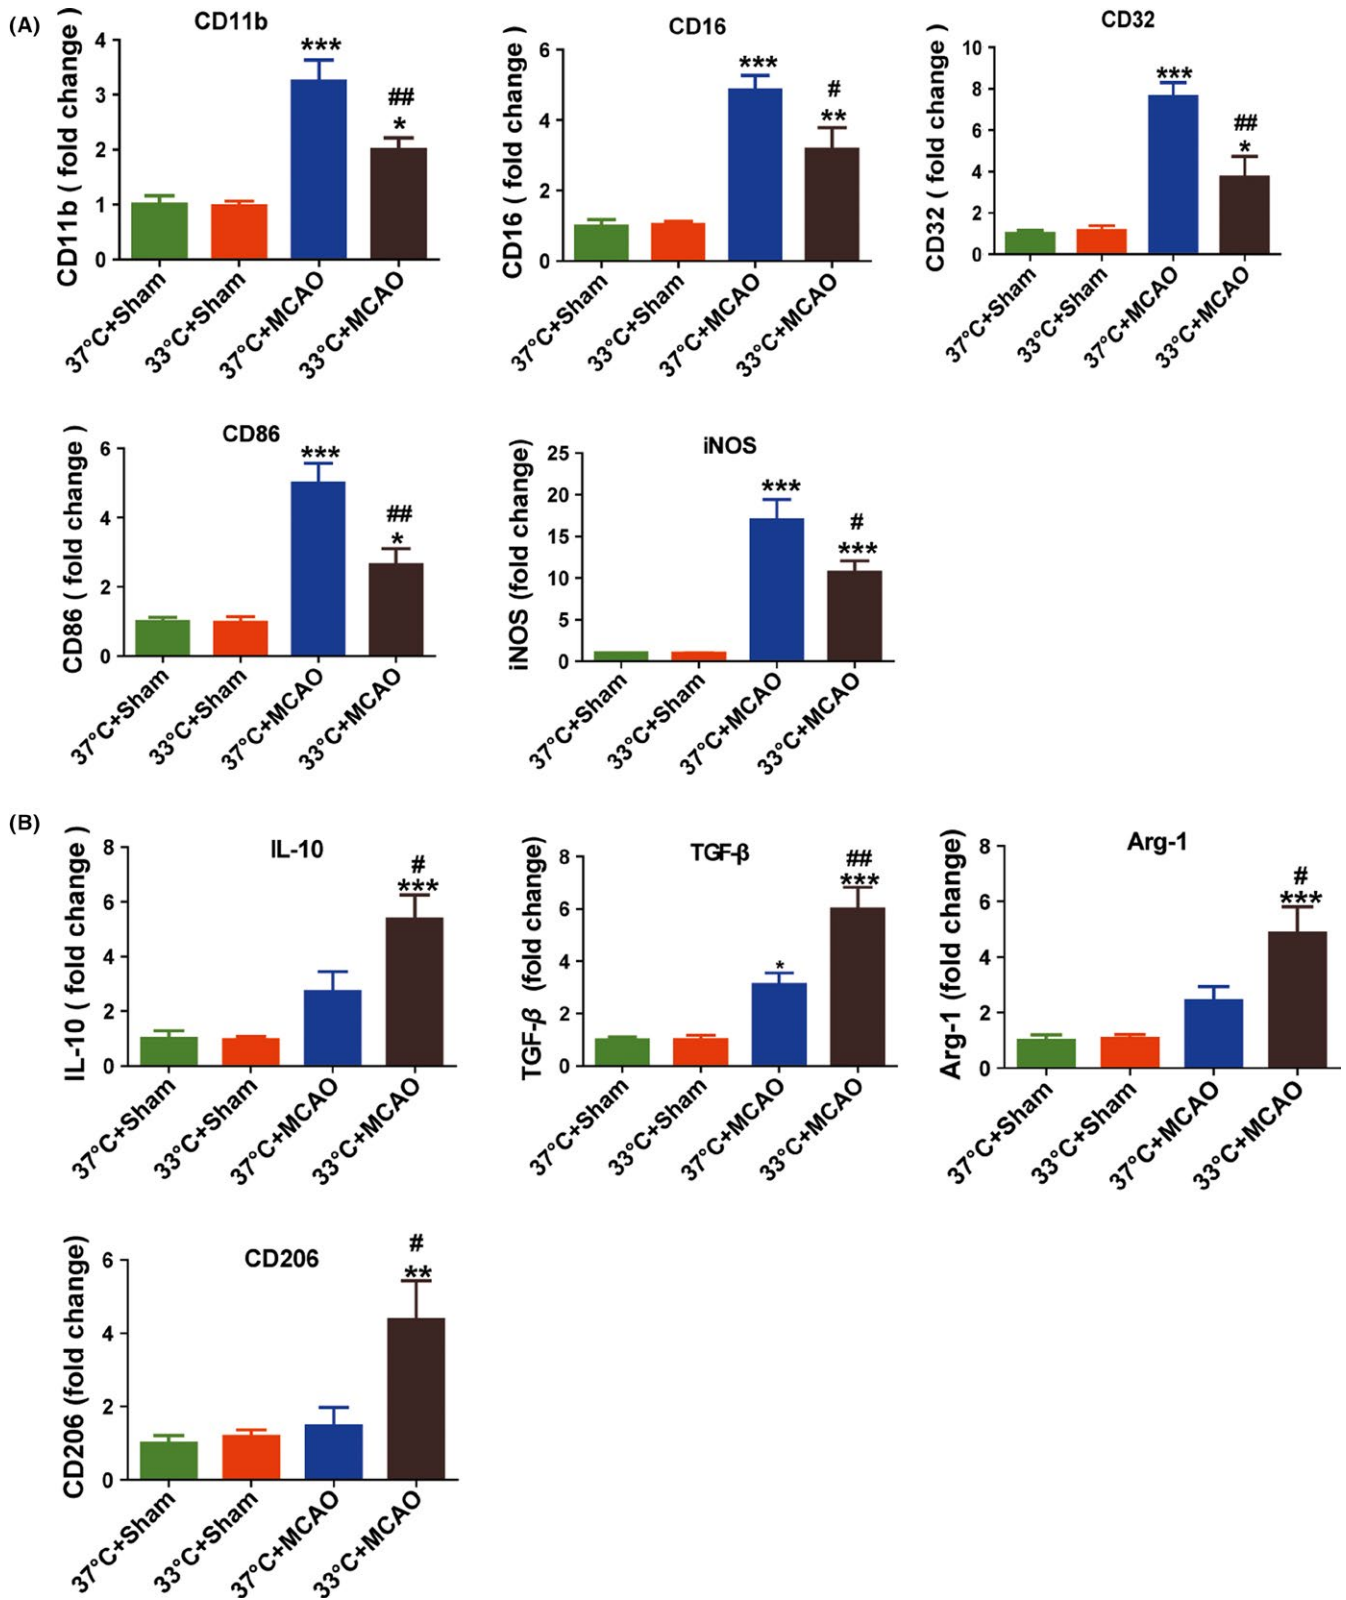 (A)
CD11b
CD11b ( fold change )
4
3
2
1
0
***
##
*
37°C+Sham
33°C+Sham
37°C+MCAO
33°C+MCAO
CD16
CD16 ( fold change )
6
4
2
0
***
#
**
37°C+Sham
33°C+Sham
37°C+MCAO
33°C+MCAO
CD32
CD32 ( fold change )
10
8
6
4
2
0
***
##
*
37°C+Sham
33°C+Sham
37°C+MCAO
33°C+MCAO
CD86
CD86 ( fold change )
6
4
2
0
***
##
*
37°C+Sham
33°C+Sham
37°C+MCAO
33°C+MCAO
iNOS
iNOS (fold change)
25
20
15
10
5
0
***
#
***
37°C+Sham
33°C+Sham
37°C+MCAO
33°C+MCAO
(B)
IL-10
IL-10 ( fold change )
8
6
4
2
0
#
***
37°C+Sham
33°C+Sham
37°C+MCAO
33°C+MCAO
TGF-β
TGF-β (fold change)
8
6
4
2
0
*
##
***
37°C+Sham
33°C+Sham
37°C+MCAO
33°C+MCAO
Arg-1
Arg-1 (fold change)
8
6
4
2
0
#
***
37°C+Sham
33°C+Sham
37°C+MCAO
33°C+MCAO
CD206
CD206 (fold change)
6
4
2
0
#
**
37°C+Sham
33°C+Sham
37°C+MCAO
33°C+MCAO